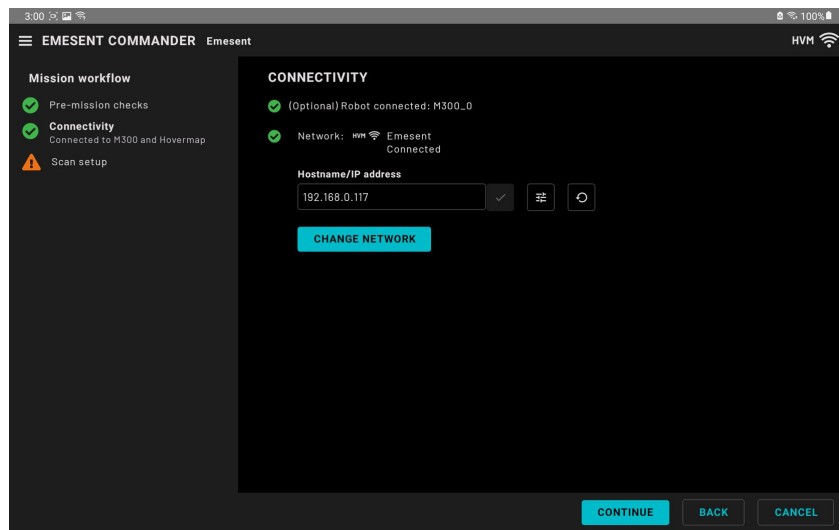 3:00 100%
EMESENT COMMANDER Emesent HVM
Mission workflow
Pre-mission checks
Connectivity
Connected to M300 and Hovermap
Scan setup
CONNECTIVITY
(Optional) Robot connected: M300_0
Network: HVM Emesent
Connected
Hostname/IP address
192.168.0.117
CHANGE NETWORK
CONTINUE BACK CANCEL